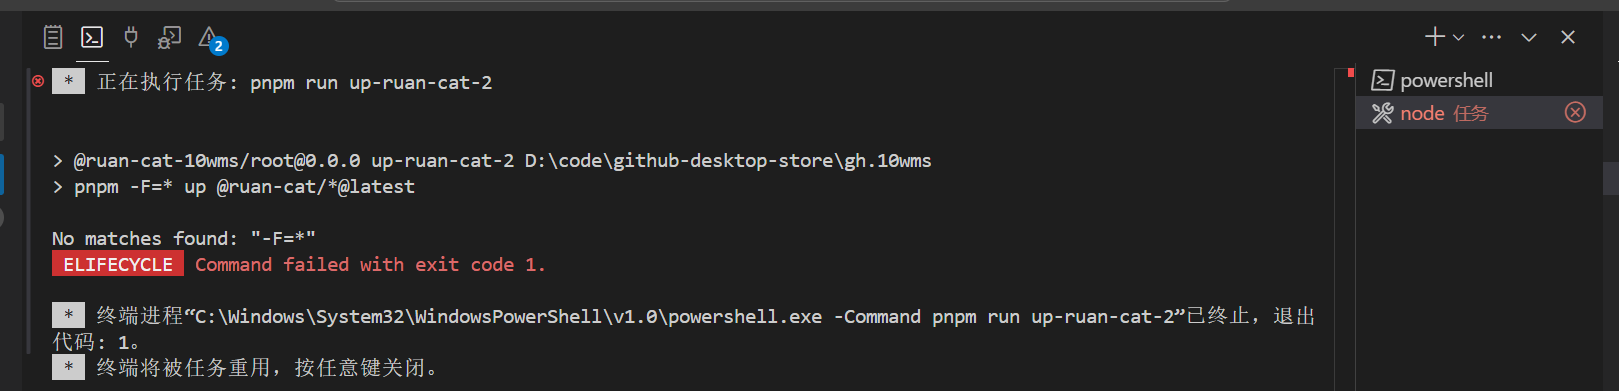 2
* 正在执行任务: pnpm run up-ruan-cat-2
> @ruan-cat-10wms/root@0.0.0 up-ruan-cat-2 D:\code\github-desktop-store\gh.10wms
> pnpm -F=* up @ruan-cat/*@latest
No matches found: "-F=*"
ELIFECYCLE Command failed with exit code 1.
* 终端进程“C:\Windows\System32\WindowsPowerShell\v1.0\powershell.exe -Command pnpm run up-ruan-cat-2”已终止，退出
代码: 1。
* 终端将被任务重用，按任意键关闭。
powershell
node 任务